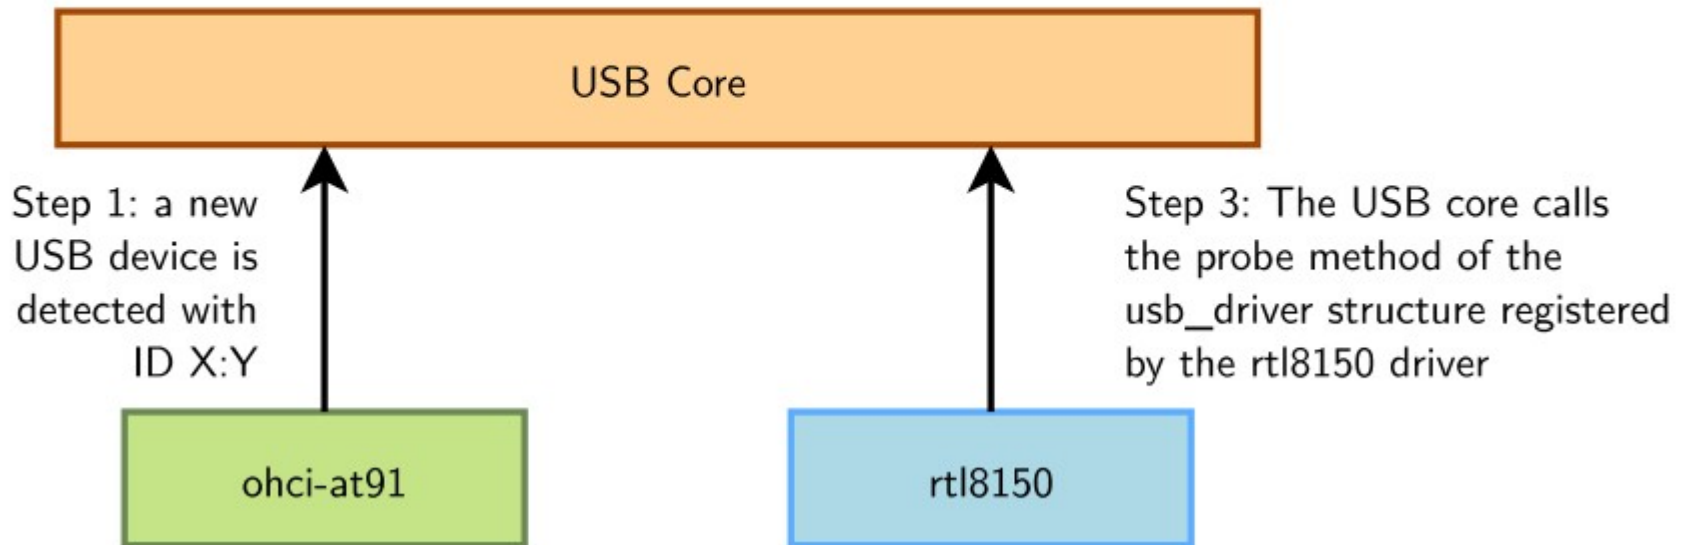 USB Core
Step 1: a new
USB device is
detected with
ID X:Y
Step 3: The USB core calls
the probe method of the
usb_driver structure registered
by the rtl8150 driver
ohci-at91
rtl8150